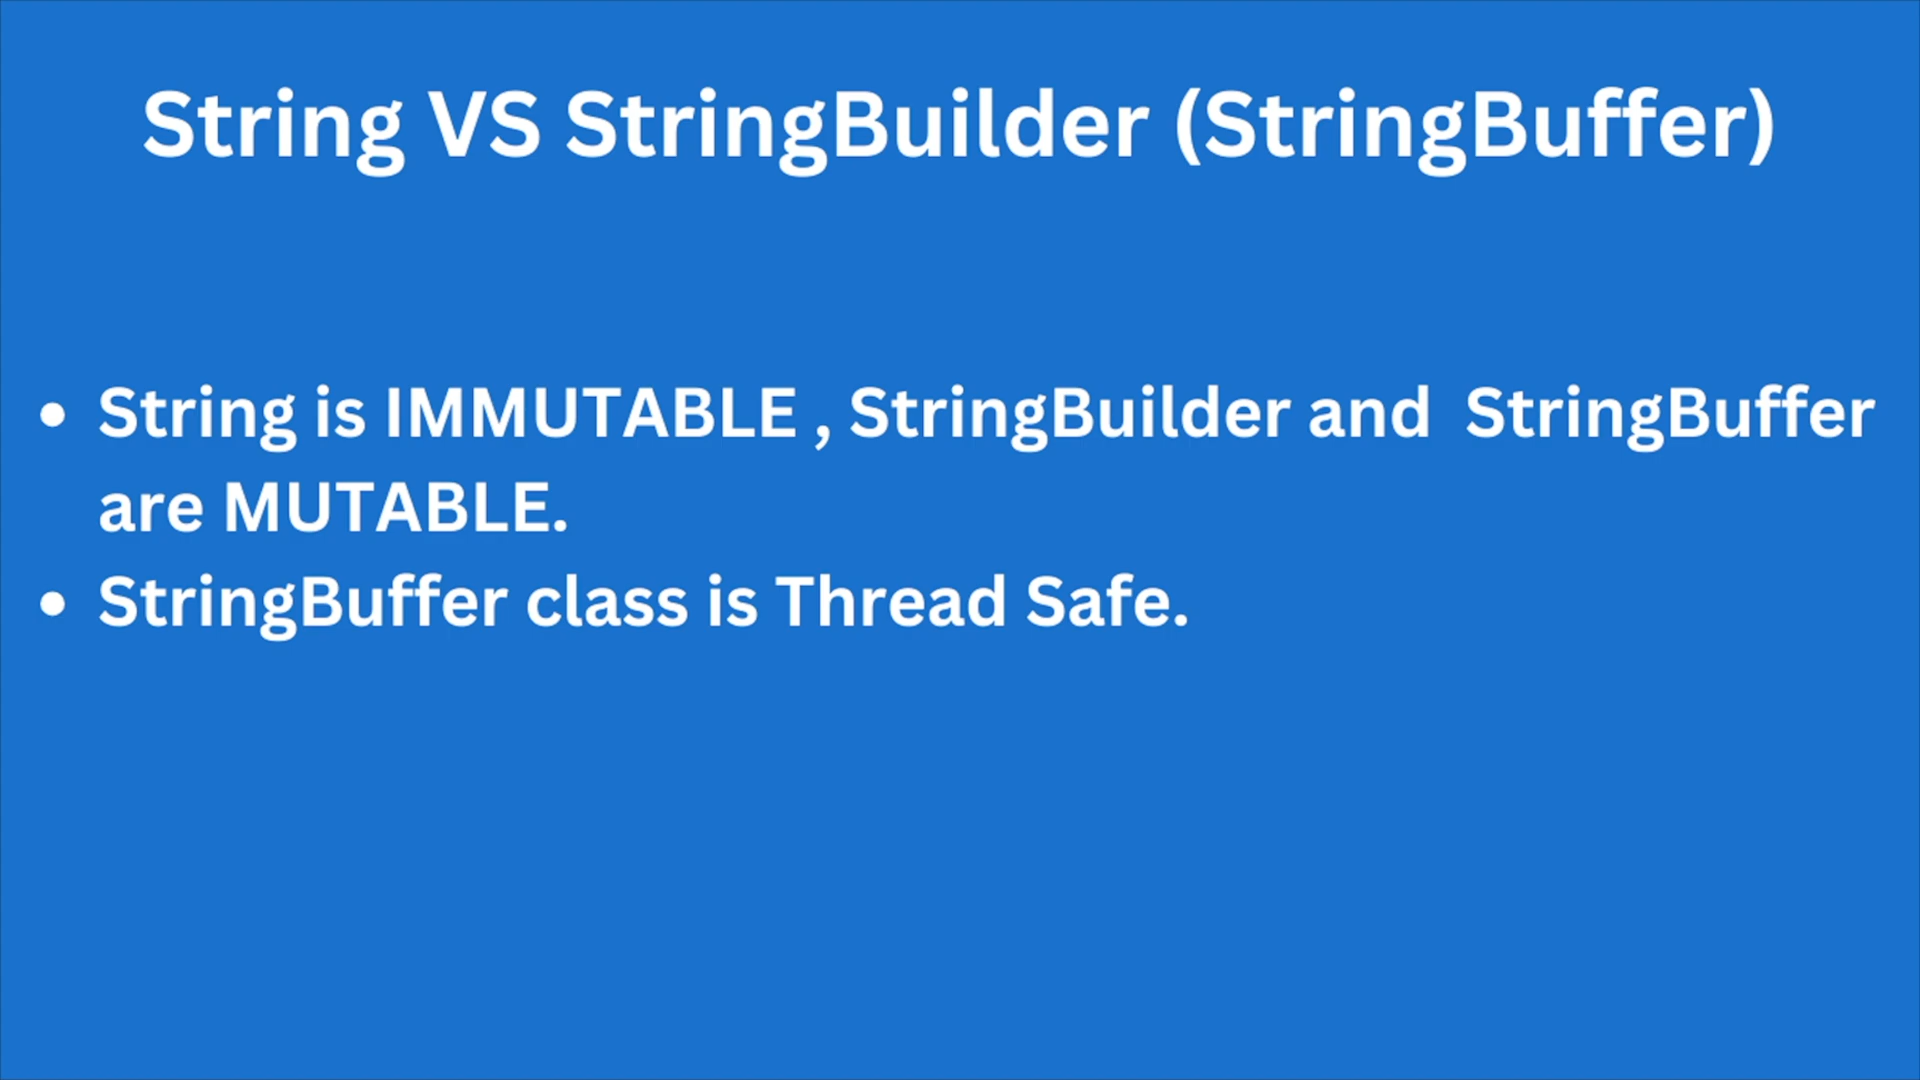 String VS StringBuilder (StringBuffer)
• String is IMMUTABLE , StringBuilder and  StringBuffer
are MUTABLE.
• StringBuffer class is Thread Safe.